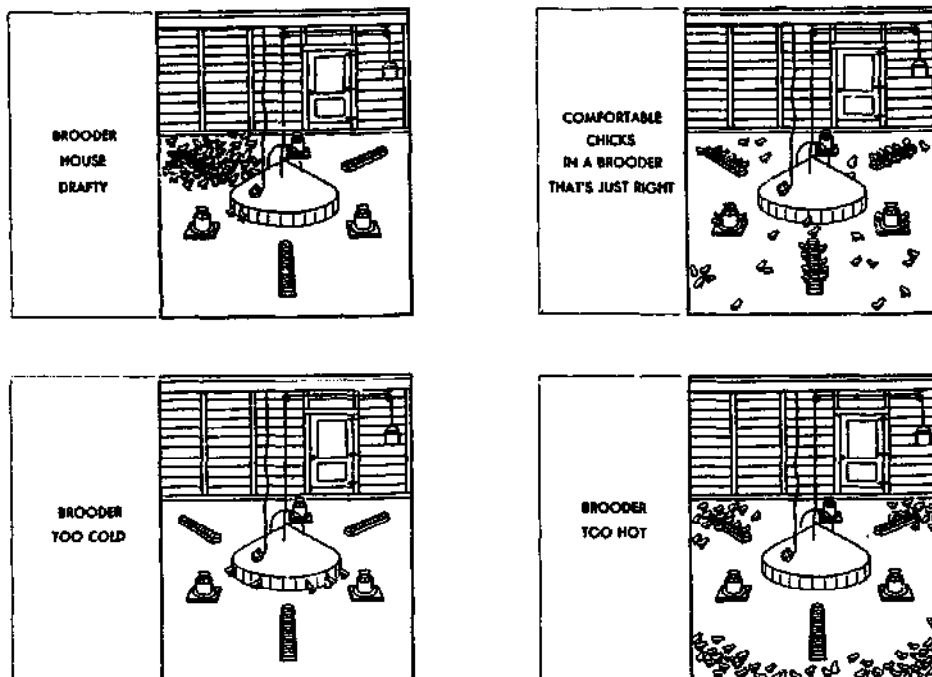 BROODER
HOUSE
DRAFTY
COMFORTABLE
CHICKS
IN A BROODER
THAT'S JUST RIGHT
BROODER
TOO COLD
BROODER
TOO HOT